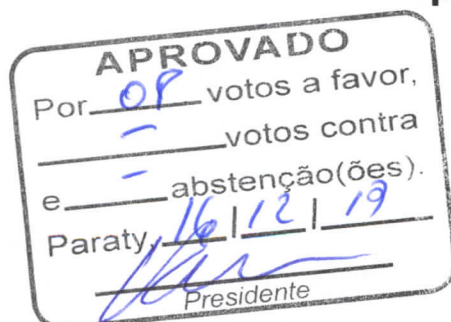 APROVADO
Por 08 votos a favor,
- votos contra
e - abstenção(ões).
Paraty, 16 / 12 / 19
Presidente